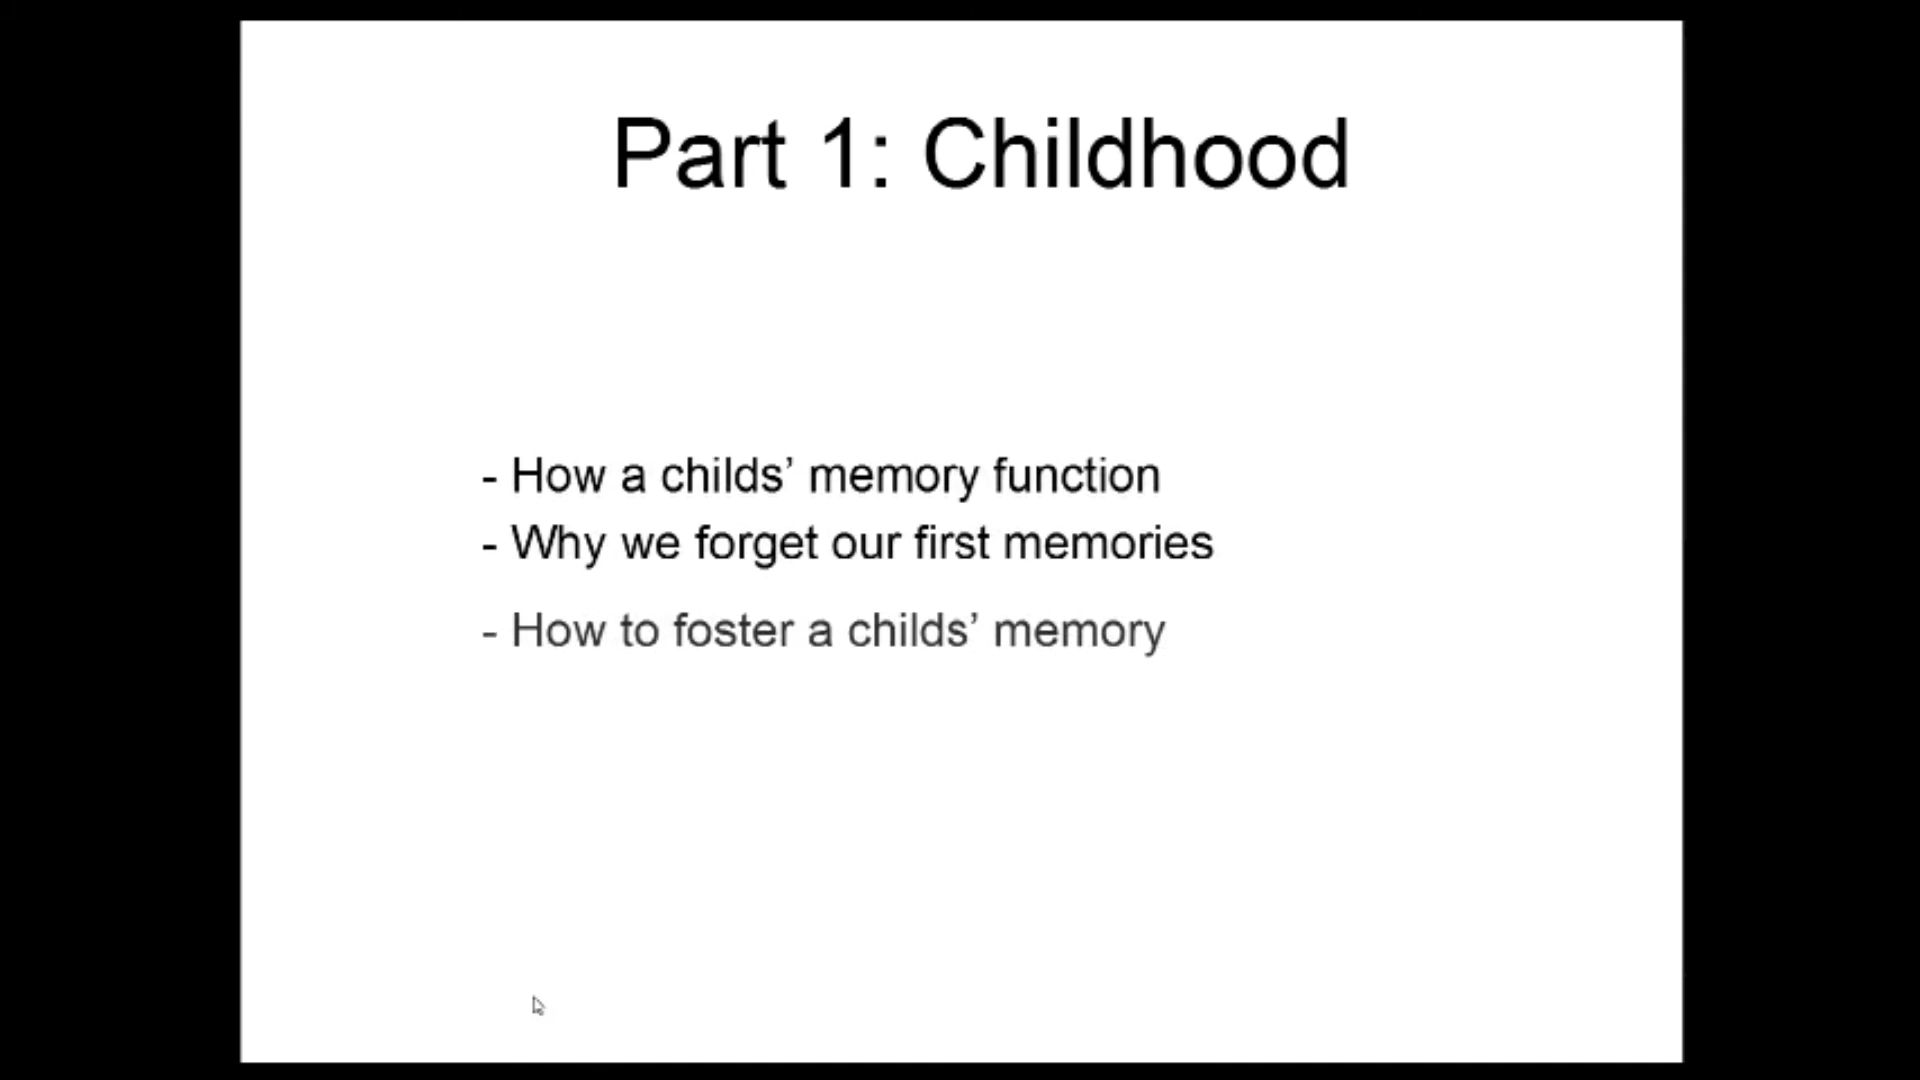 Part 1: Childhood
- How a childs’ memory function
- Why we forget our first memories
- How to foster a childs’ memory